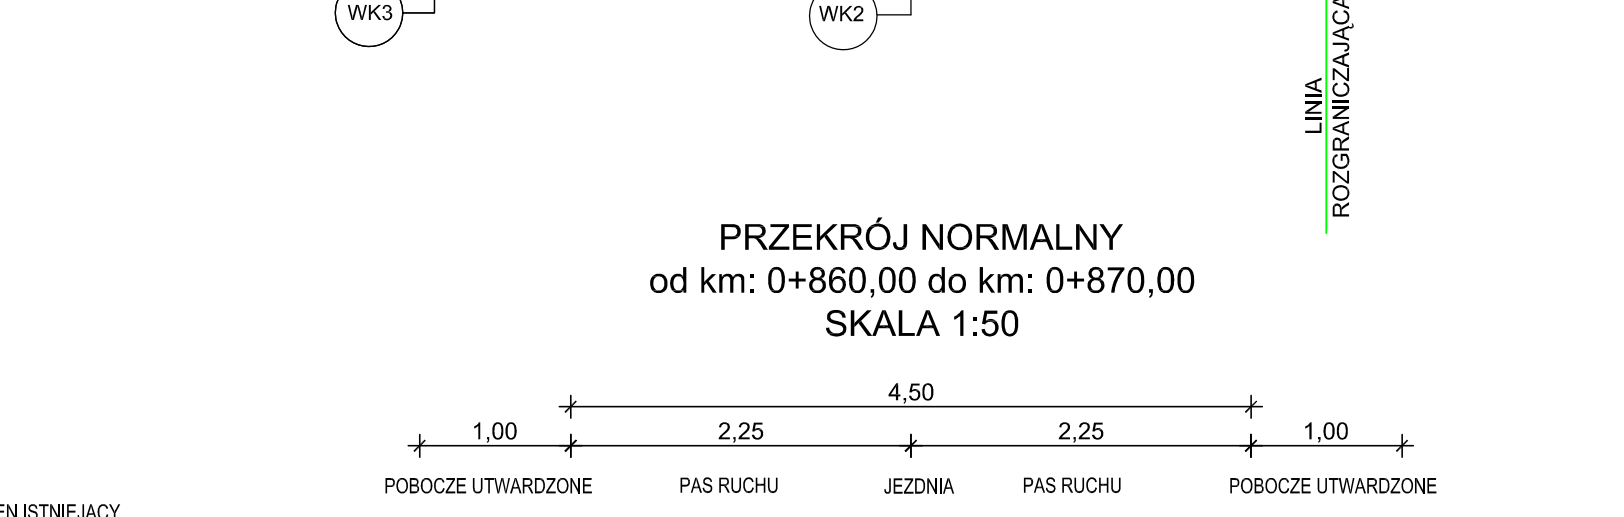 WK3
WK2
LINIA
ROZGRANICZAJĄCA
PRZEKRÓJ NORMALNY
od km: 0+860,00 do km: 0+870,00
SKALA 1:50
4,50
1,00 2,25 2,25 1,00
POBOCZE UTWARDZONE PAS RUCHU JEZDNIA PAS RUCHU POBOCZE UTWARDZONE